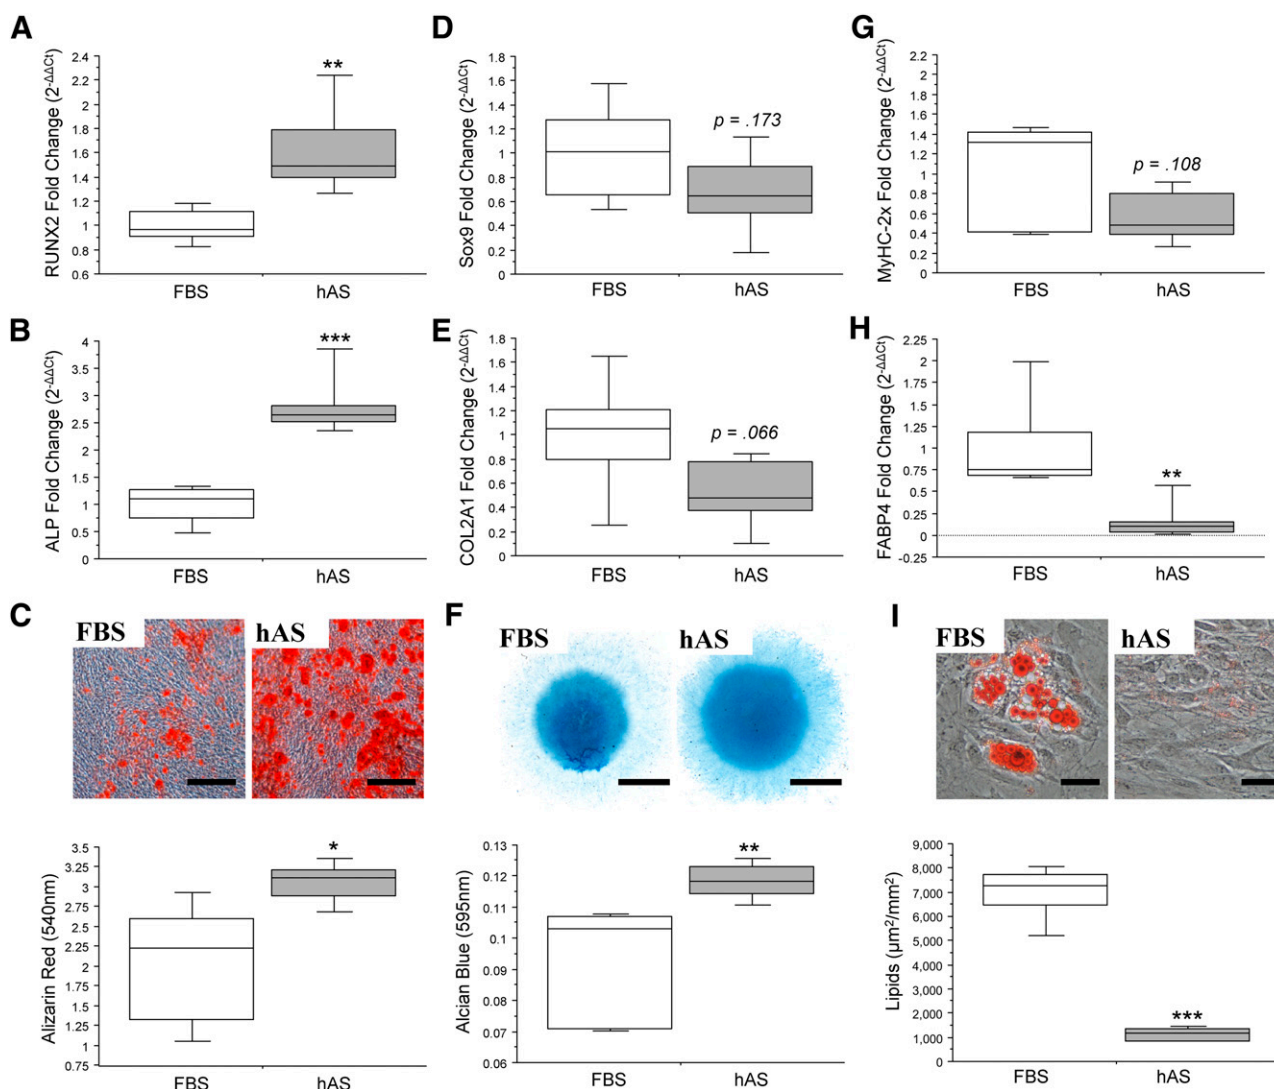 A
RUNX2 Fold Change (2-ΔΔCt)
2.4
2.2
2
1.8
1.6
1.4
1.2
1
0.8
0.6
**
FBS
hAS
D
Sox9 Fold Change (2-ΔΔCt)
1.8
1.6
1.4
1.2
1
0.8
0.6
0.4
0.2
0
p = .173
FBS
hAS
G
MyHC-2x Fold Change (2-ΔΔCt)
2.2
2
1.8
1.6
1.4
1.2
1
0.8
0.6
0.4
0.2
0
p = .108
FBS
hAS
B
ALP Fold Change (2-ΔΔCt)
4
3.5
3
2.5
2
1.5
1
0.5
0
***
FBS
hAS
E
COL2A1 Fold Change (2-ΔΔCt)
1.8
1.6
1.4
1.2
1
0.8
0.6
0.4
0.2
0
p = .066
FBS
hAS
H
FABP4 Fold Change (2-ΔΔCt)
2.25
2
1.75
1.5
1.25
1
0.75
0.5
0.25
0
-0.25
**
FBS
hAS
C
FBS
hAS
Alizarin Red (540nm)
3.5
3.25
3
2.75
2.5
2.25
2
1.75
1.5
1.25
1
0.75
*
FBS
hAS
F
FBS
hAS
Alcian Blue (595nm)
0.13
0.12
0.11
0.1
0.09
0.08
0.07
0.06
**
FBS
hAS
I
FBS
hAS
Lipids (µm2/mm2)
9,000
8,000
7,000
6,000
5,000
4,000
3,000
2,000
1,000
0
***
FBS
hAS